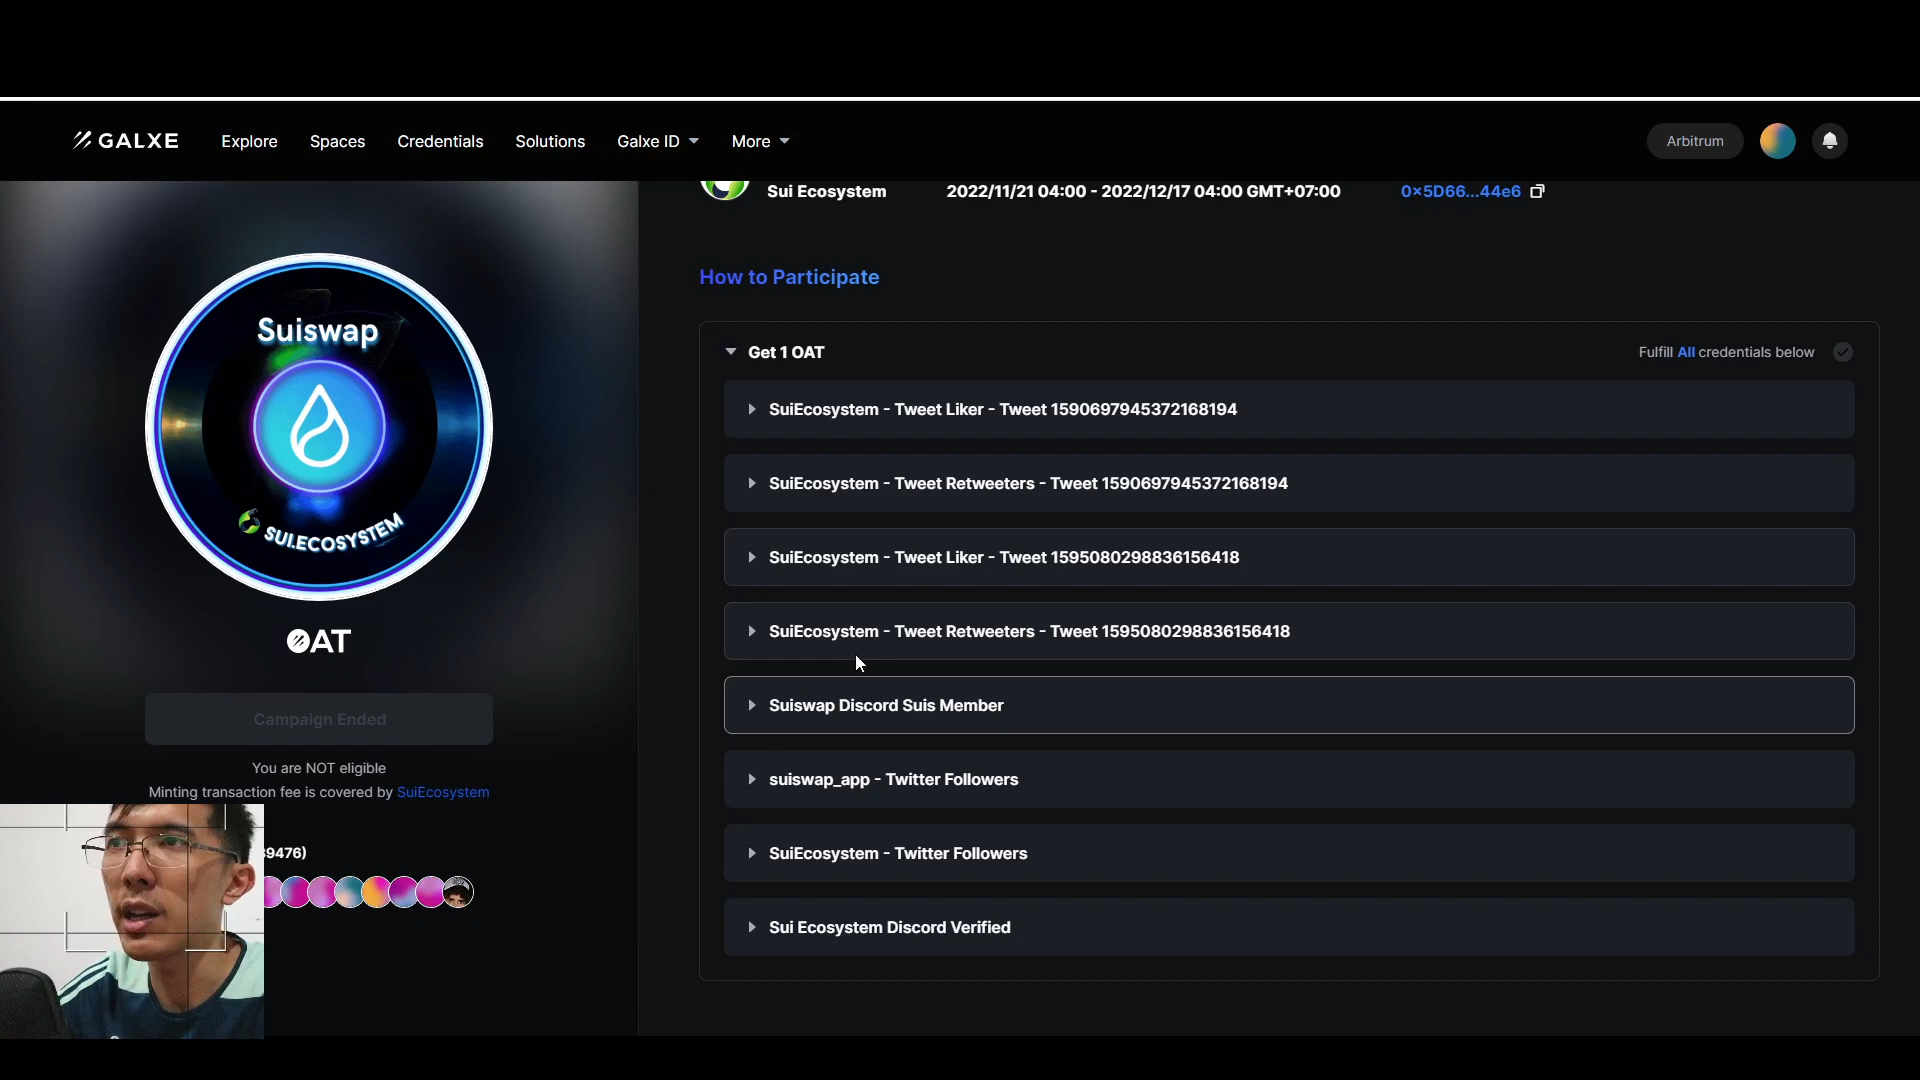 GALXE
Explore
Spaces
Credentials
Solutions
Galxe ID
More
Arbitrum
Sui Ecosystem
2022/11/21 04:00 - 2022/12/17 04:00 GMT+07:00
0x5D66...44e6
Suiswap
SUI.ECOSYSTEM
OAT
Campaign Ended
You are NOT eligible
Minting transaction fee is covered by SuiEcosystem
39476)
How to Participate
Get 1 OAT
Fulfill All credentials below
SuiEcosystem - Tweet Liker - Tweet 1590697945372168194
SuiEcosystem - Tweet Retweeters - Tweet 1590697945372168194
SuiEcosystem - Tweet Liker - Tweet 1595080298836156418
SuiEcosystem - Tweet Retweeters - Tweet 1595080298836156418
Suiswap Discord Suis Member
suiswap_app - Twitter Followers
SuiEcosystem - Twitter Followers
Sui Ecosystem Discord Verified